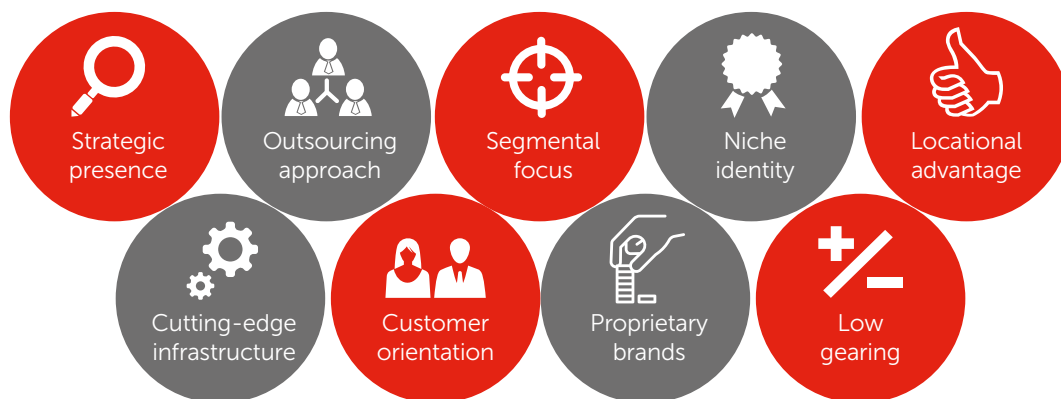 Strategic
presence
Outsourcing
approach
Segmental
focus
Niche
identity
Locational
advantage
Cutting-edge
infrastructure
Customer
orientation
Proprietary
brands
Low
gearing